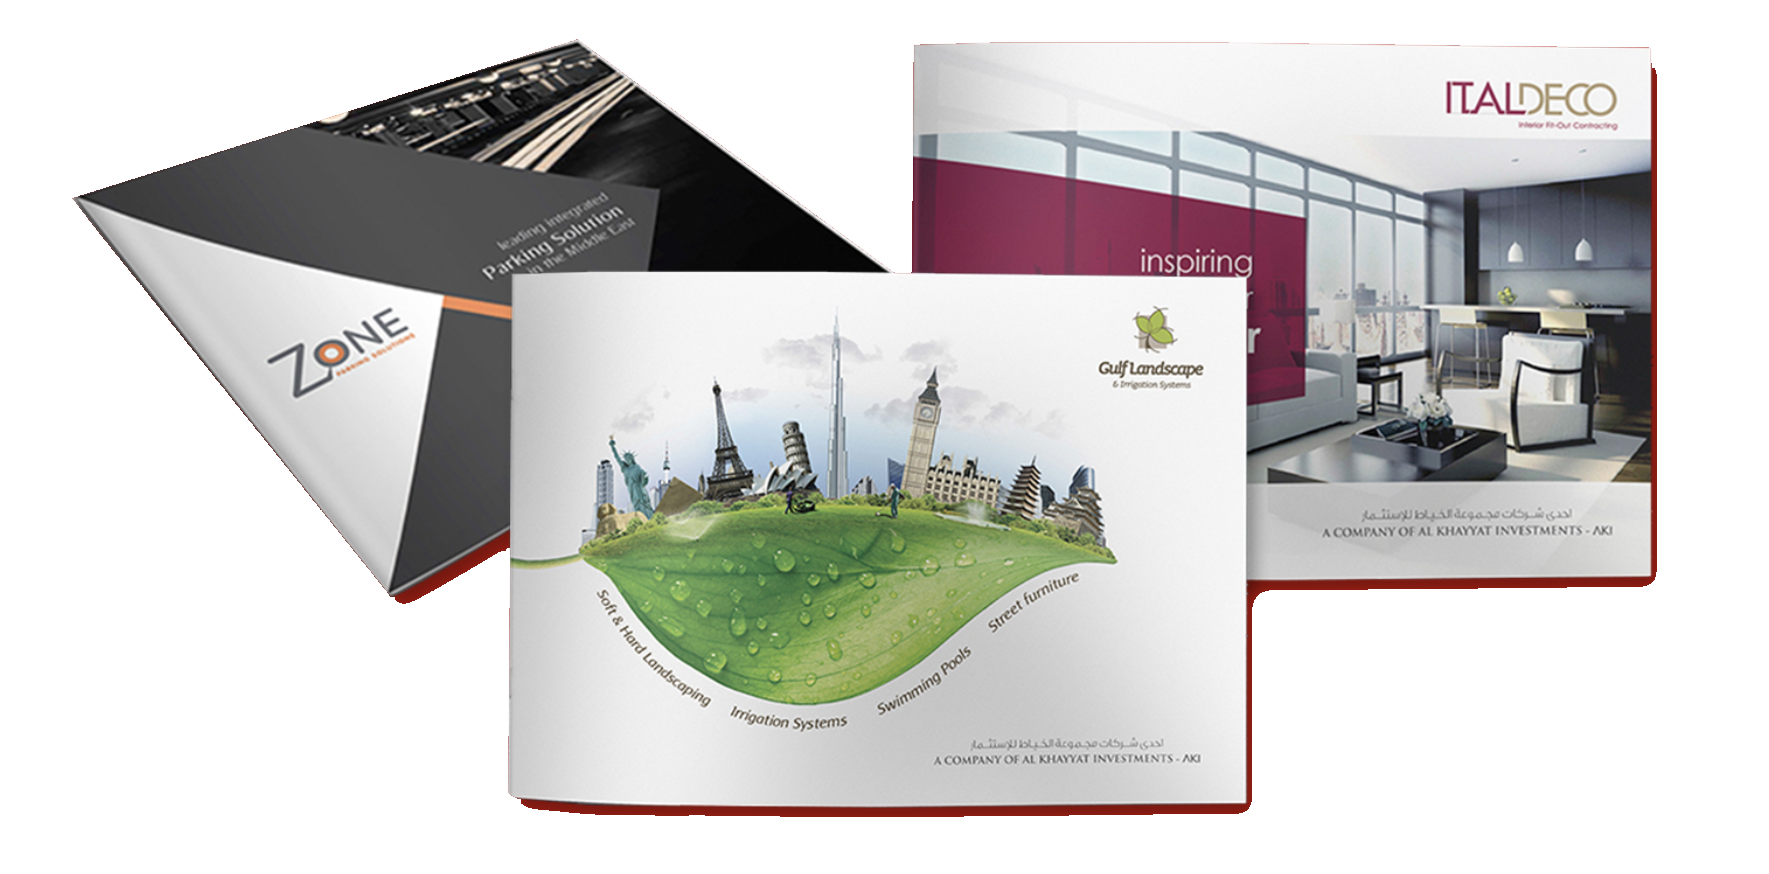 leading integrated
Parking Solution
in the Middle East
ZONE
PARKING SOLUTIONS
ITALDECO
Interior Fit-Out Contracting
inspiring
احدى شركات مجموعة الخياط للإستثمار
A COMPANY OF AL KHAYYAT INVESTMENTS - AKI
Gulf Landscape
& Irrigation Systems
Soft & Hard Landscaping
Irrigation Systems
Swimming Pools
Street furniture
احدى شركات مجموعة الخياط للإستثمار
A COMPANY OF AL KHAYYAT INVESTMENTS - AKI